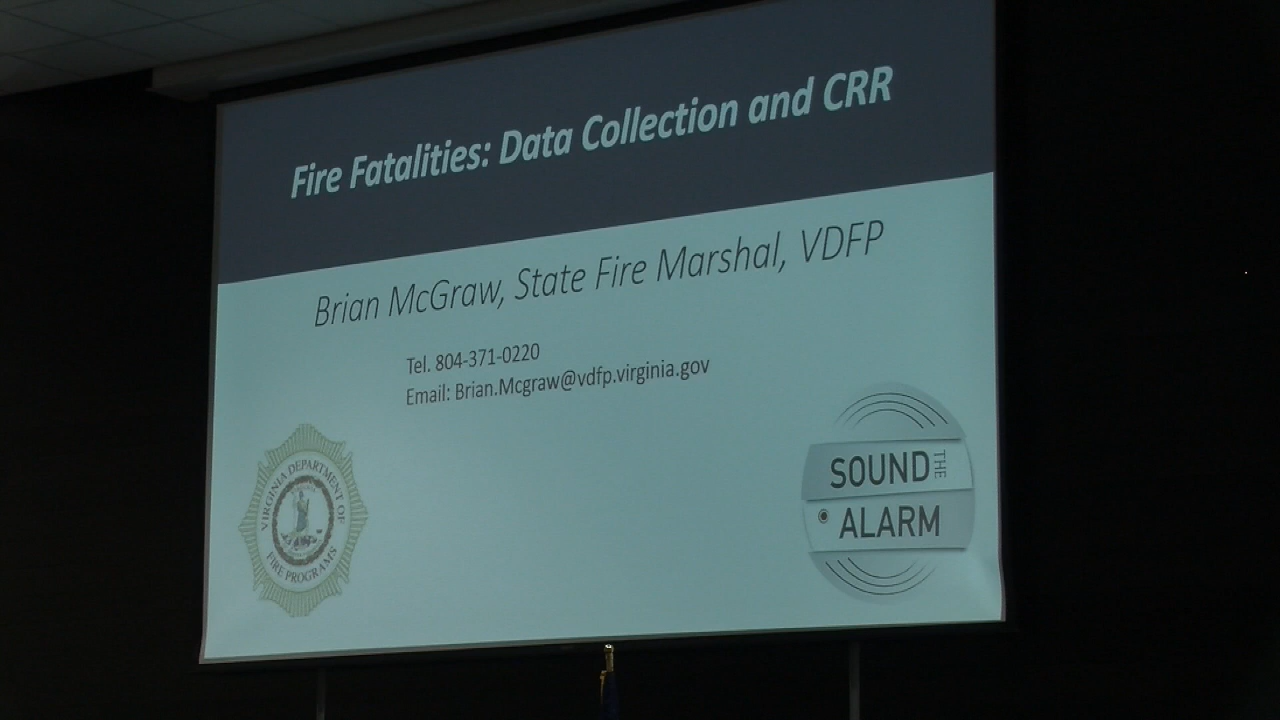 Fire Fatalities: Data Collection and CRR
Brian McGraw, State Fire Marshal, VDFP
Tel. 804-371-0220
Email: Brian.Mcgraw@vdfp.virginia.gov
VIRGINIA DEPARTMENT OF
FIRE PROGRAMS
SOUND THE
ALARM